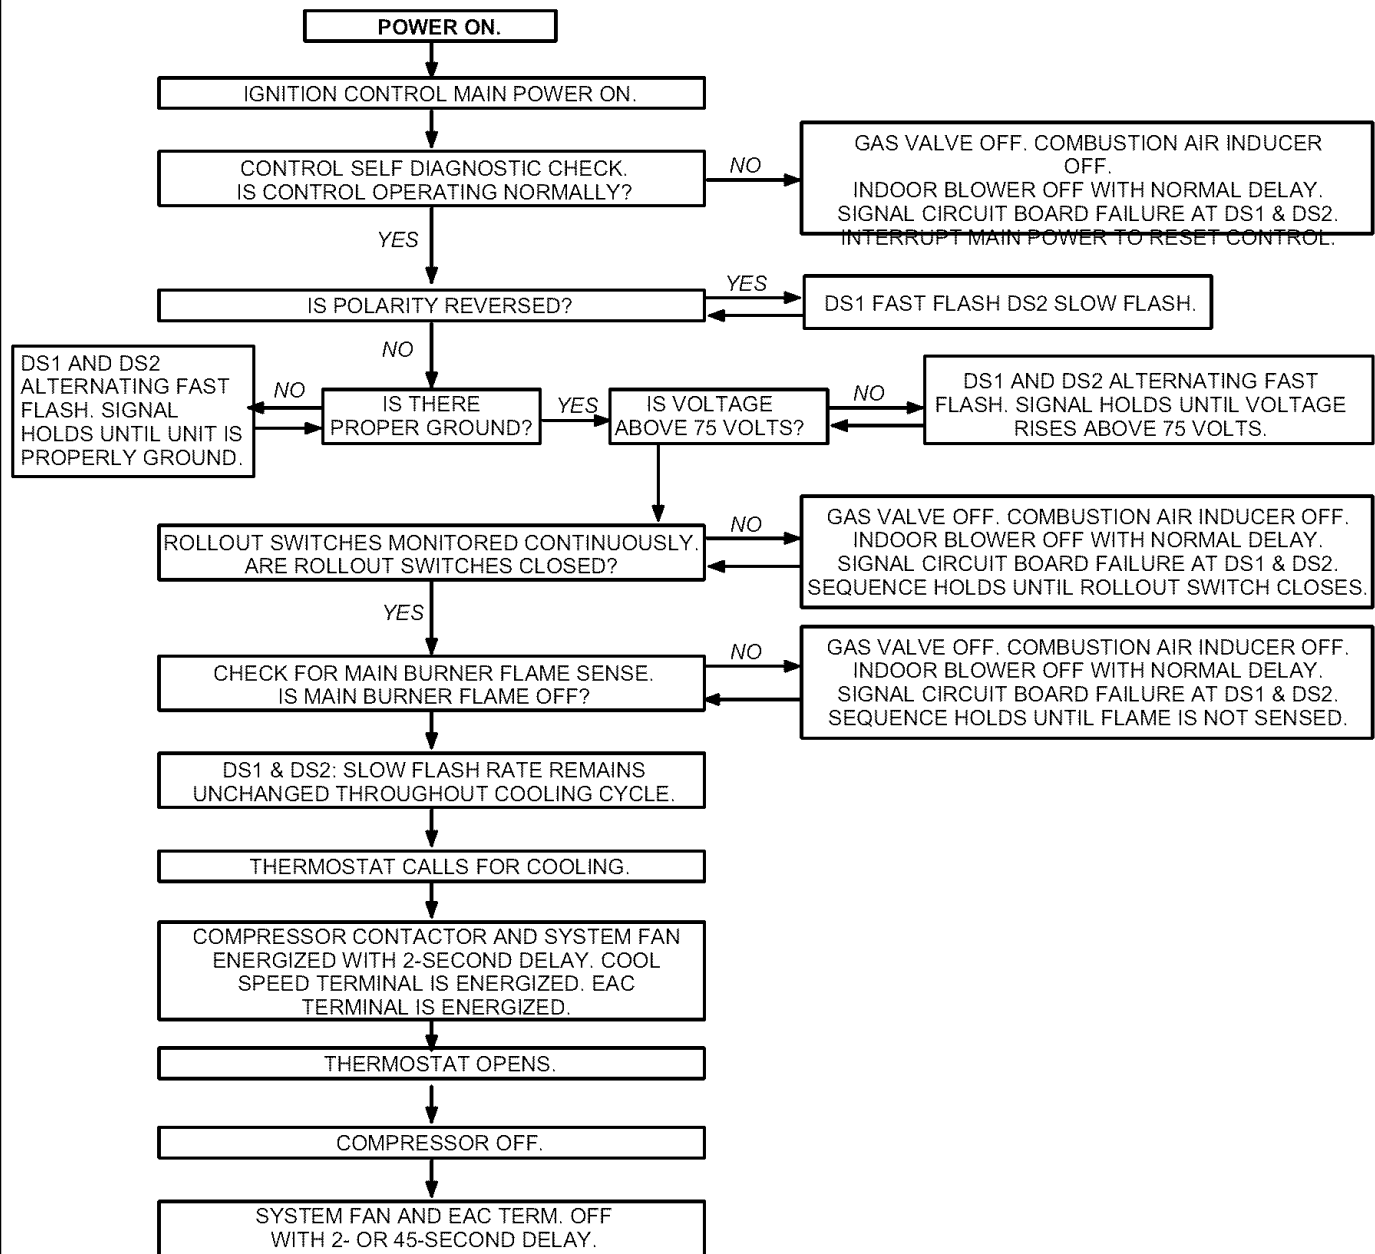 POWER ON.
IGNITION CONTROL MAIN POWER ON.
CONTROL SELF DIAGNOSTIC CHECK.
IS CONTROL OPERATING NORMALLY?
NO
GAS VALVE OFF. COMBUSTION AIR INDUCER
OFF.
INDOOR BLOWER OFF WITH NORMAL DELAY.
SIGNAL CIRCUIT BOARD FAILURE AT DS1 & DS2.
INTERRUPT MAIN POWER TO RESET CONTROL.
YES
IS POLARITY REVERSED?
YES
DS1 FAST FLASH DS2 SLOW FLASH.
NO
DS1 AND DS2
ALTERNATING FAST
FLASH. SIGNAL
HOLDS UNTIL UNIT IS
PROPERLY GROUND.
NO
IS THERE
PROPER GROUND?
YES
IS VOLTAGE
ABOVE 75 VOLTS?
NO
DS1 AND DS2 ALTERNATING FAST
FLASH. SIGNAL HOLDS UNTIL VOLTAGE
RISES ABOVE 75 VOLTS.
ROLLOUT SWITCHES MONITORED CONTINUOUSLY.
ARE ROLLOUT SWITCHES CLOSED?
NO
GAS VALVE OFF. COMBUSTION AIR INDUCER OFF.
INDOOR BLOWER OFF WITH NORMAL DELAY.
SIGNAL CIRCUIT BOARD FAILURE AT DS1 & DS2.
SEQUENCE HOLDS UNTIL ROLLOUT SWITCH CLOSES.
YES
CHECK FOR MAIN BURNER FLAME SENSE.
IS MAIN BURNER FLAME OFF?
NO
GAS VALVE OFF. COMBUSTION AIR INDUCER OFF.
INDOOR BLOWER OFF WITH NORMAL DELAY.
SIGNAL CIRCUIT BOARD FAILURE AT DS1 & DS2.
SEQUENCE HOLDS UNTIL FLAME IS NOT SENSED.
DS1 & DS2: SLOW FLASH RATE REMAINS
UNCHANGED THROUGHOUT COOLING CYCLE.
THERMOSTAT CALLS FOR COOLING.
COMPRESSOR CONTACTOR AND SYSTEM FAN
ENERGIZED WITH 2-SECOND DELAY. COOL
SPEED TERMINAL IS ENERGIZED. EAC
TERMINAL IS ENERGIZED.
THERMOSTAT OPENS.
COMPRESSOR OFF.
SYSTEM FAN AND EAC TERM. OFF
WITH 2- OR 45-SECOND DELAY.